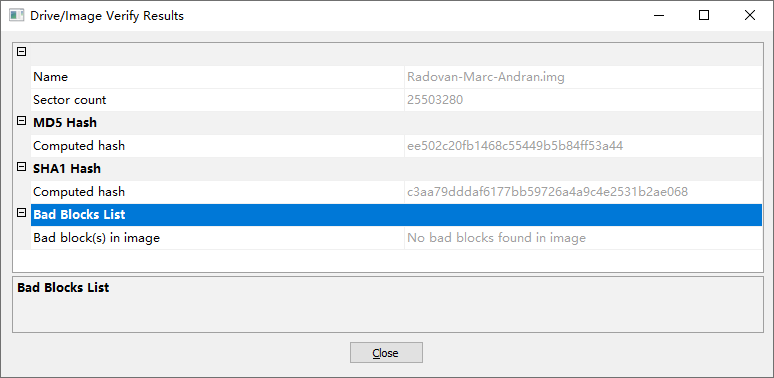 Drive/Image Verify Results
Name Radovan-Marc-Andran.img
Sector count 25503280
MD5 Hash
Computed hash ee502c20fb1468c55449b5b84ff53a44
SHA1 Hash
Computed hash c3aa79dddaf6177bb59726a4a9c4e2531b2ae068
Bad Blocks List
Bad block(s) in image No bad blocks found in image
Bad Blocks List
Close